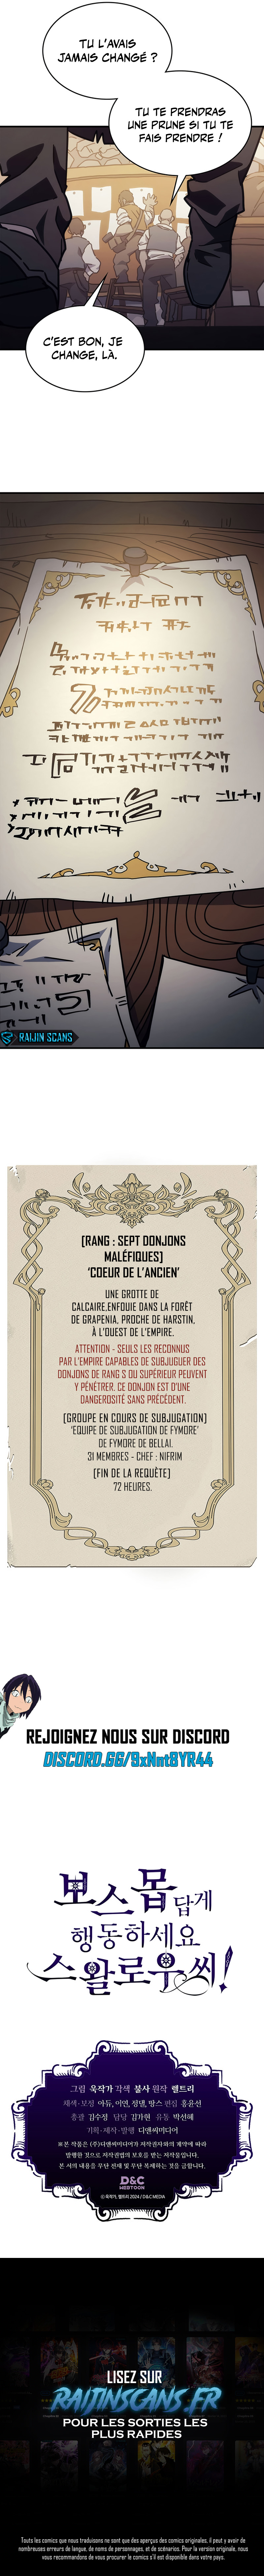 TU L'AVAIS
JAMAIS CHANGÉ ?
TU TE PRENDRAS
UNE PRUNE SI TU TE
FAIS PRENDRE !
C'EST BON, JE
CHANGE, LÀ.
RAIJIN SCANS
[RANG : SEPT DONJONS
MALÉFIQUES]
'COEUR DE L'ANCIEN'
UNE GROTTE DE
CALCAIRE,ENFOUIE DANS LA FORÊT
DE GRAPENIA, PROCHE DE HARSTIN,
À L'OUEST DE L'EMPIRE.
ATTENTION - SEULS LES RECONNUS
PAR L'EMPIRE CAPABLES DE SUBJUGUER DES
DONJONS DE RANG S OU SUPÉRIEUR PEUVENT
Y PÉNÉTRER. CE DONJON EST D'UNE
DANGEROSITÉ SANS PRÉCÉDENT.
[GROUPE EN COURS DE SUBJUGATION]
'EQUIPE DE SUBJUGATION DE FYMORE'
DE FYMORE DE BELLAI.
31 MEMBRES - CHEF : NIFRIM
[FIN DE LA REQUÊTE]
72 HEURES.
REJOIGNEZ NOUS SUR DISCORD
DISCORD.GG/9xNnt8YR44
보스몹답게
행동하세요
스왈로우 씨!
그림 욱작가 각색 불사 원작 렐트리
채색·보정 아듀, 이연, 성댈, 팡스 편집 홍윤선
총괄 김수정 담당 김가현 유통 박선혜
기획·제작·발행 디앤씨미디어
※본 작품은 (주)디앤씨미디어가 저작권자와의 계약에 따라
발행한 것으로 저작권법의 보호를 받는 저작물입니다.
본 서의 내용을 무단 전재 및 무단 복제하는 것을 금합니다.
D&C
WEBTOON
© 욱작가, 렐트리 2024 / D&C MEDIA
LISEZ SUR
RAIJINSCANS FR
POUR LES SORTIES LES
PLUS RAPIDES
Touts les comics que nous traduisons ne sont que des aperçus des comics originales, il peut y avoir de
nombreuses erreurs de langue, de noms de personnages, et de scénarios. Pour la version originale, nous
vous recommandons de vous procurer le comics s'il est disponible dans votre pays.